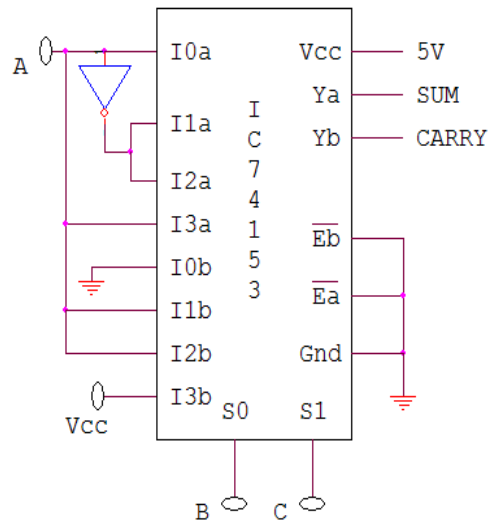 A
I0a
I1a
I2a
I3a
I0b
I1b
I2b
I3b
Vcc
I
C
7
4
1
5
3
Vcc
5V
Ya
SUM
Yb
CARRY
Eb
Ea
Gnd
S0
S1
B
C